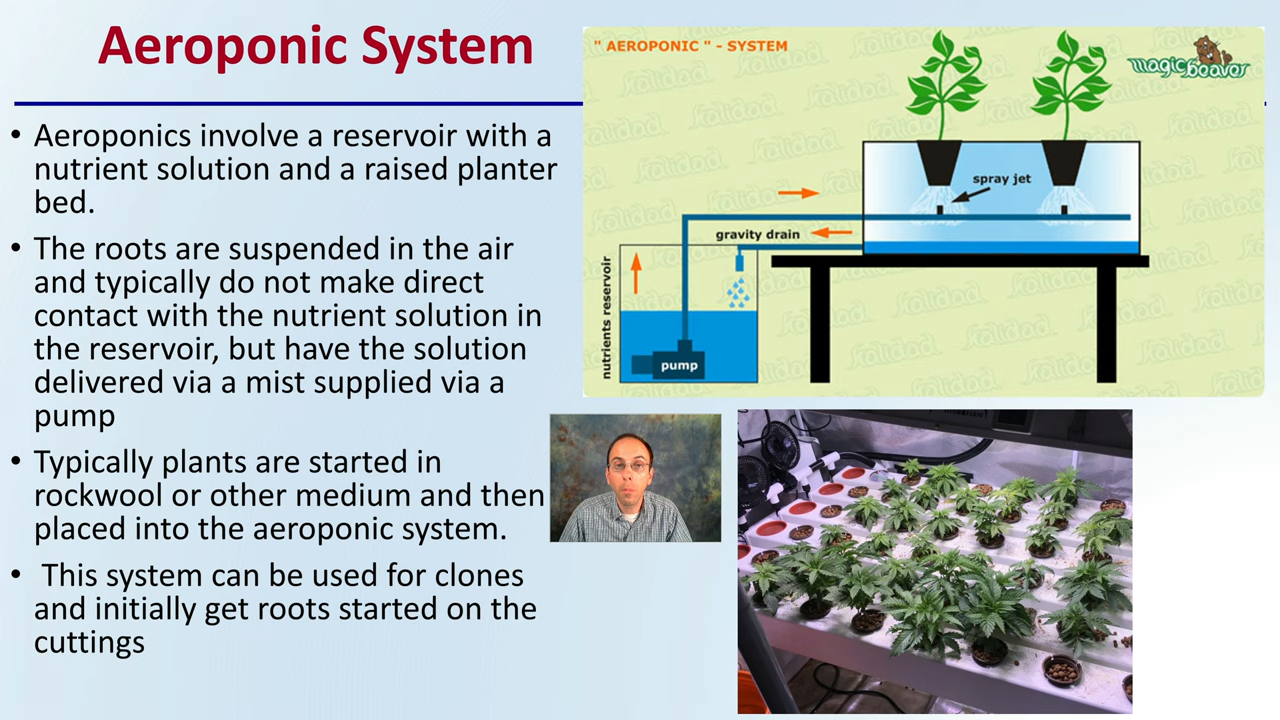 Aeroponic System
• Aeroponics involve a reservoir with a
nutrient solution and a raised planter
bed.
• The roots are suspended in the air
and typically do not make direct
contact with the nutrient solution in
the reservoir, but have the solution
delivered via a mist supplied via a
pump
• Typically plants are started in
rockwool or other medium and then
placed into the aeroponic system.
• This system can be used for clones
and initially get roots started on the
cuttings
" AEROPONIC " - SYSTEM
magicbeaver
spray jet
gravity drain
nutrients reservoir
pump